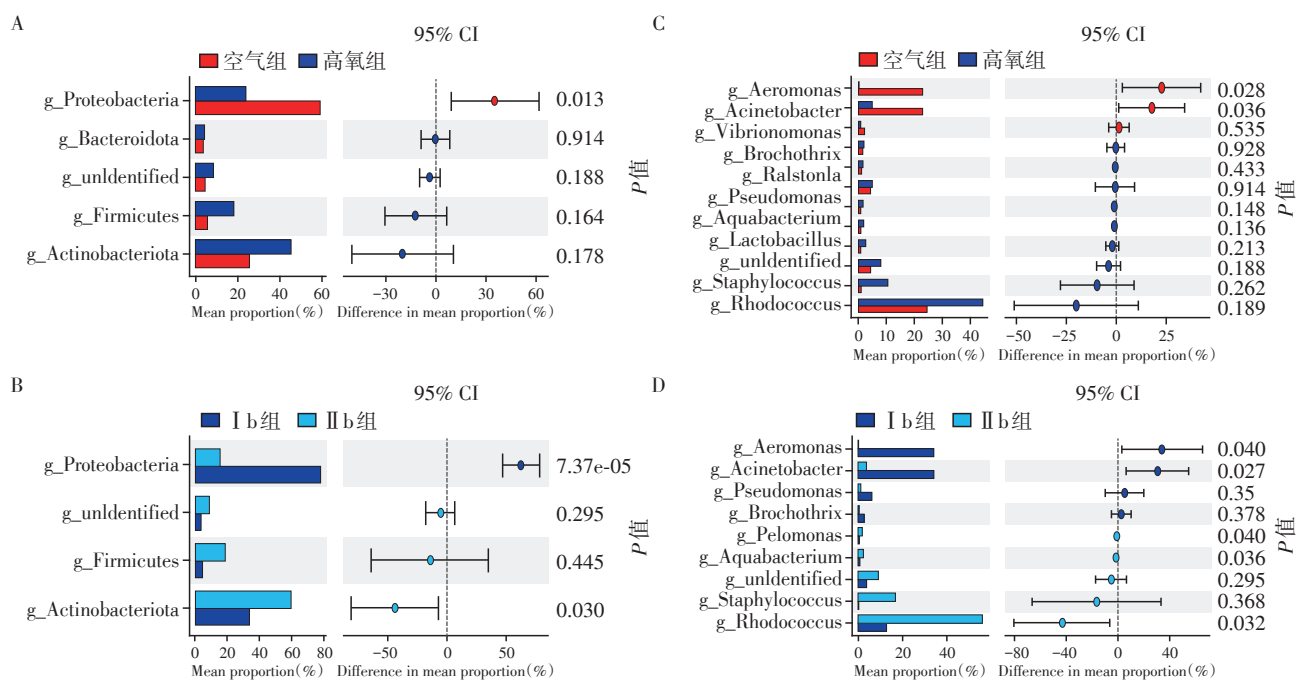 A
95% CI
空气组 高氧组
g_Proteobacteria 0.013
g_Bacteroidota 0.914
g_unldentified 0.188
g_Firmicutes 0.164
g_Actinobacteriota 0.178
P值
0 20 40 60 −30 0 30 60
Mean proportion(%) Difference in mean proportion(%)
C
95% CI
空气组 高氧组
g_Aeromonas 0.028
g_Acinetobacter 0.036
g_Vibrionomonas 0.535
g_Brochothrix 0.928
g_Ralstonla 0.433
g_Pseudomonas 0.914
g_Aquabacterium 0.148
g_Lactobacillus 0.136
g_unldentified 0.213
g_Staphylococcus 0.188
g_Rhodococcus 0.262
0.189
P值
0 10 20 30 40 −50 −25 0 25
Mean proportion(%) Difference in mean proportion(%)
B
95% CI
Ⅰb组 Ⅱb组
g_Proteobacteria 7.37e-05
g_unldentified 0.295
g_Firmicutes 0.445
g_Actinobacteriota 0.030
P值
0 20 40 60 80 −50 0 50
Mean proportion(%) Difference in mean proportion(%)
D
95% CI
Ⅰb组 Ⅱb组
g_Aeromonas 0.040
g_Acinetobacter 0.027
g_Pseudomonas 0.35
g_Brochothrix 0.378
g_Pelomonas 0.040
g_Aquabacterium 0.036
g_unldentified 0.295
g_Staphylococcus 0.368
g_Rhodococcus 0.032
P值
0 20 40 −80 −40 0 40
Mean proportion(%) Difference in mean proportion(%)